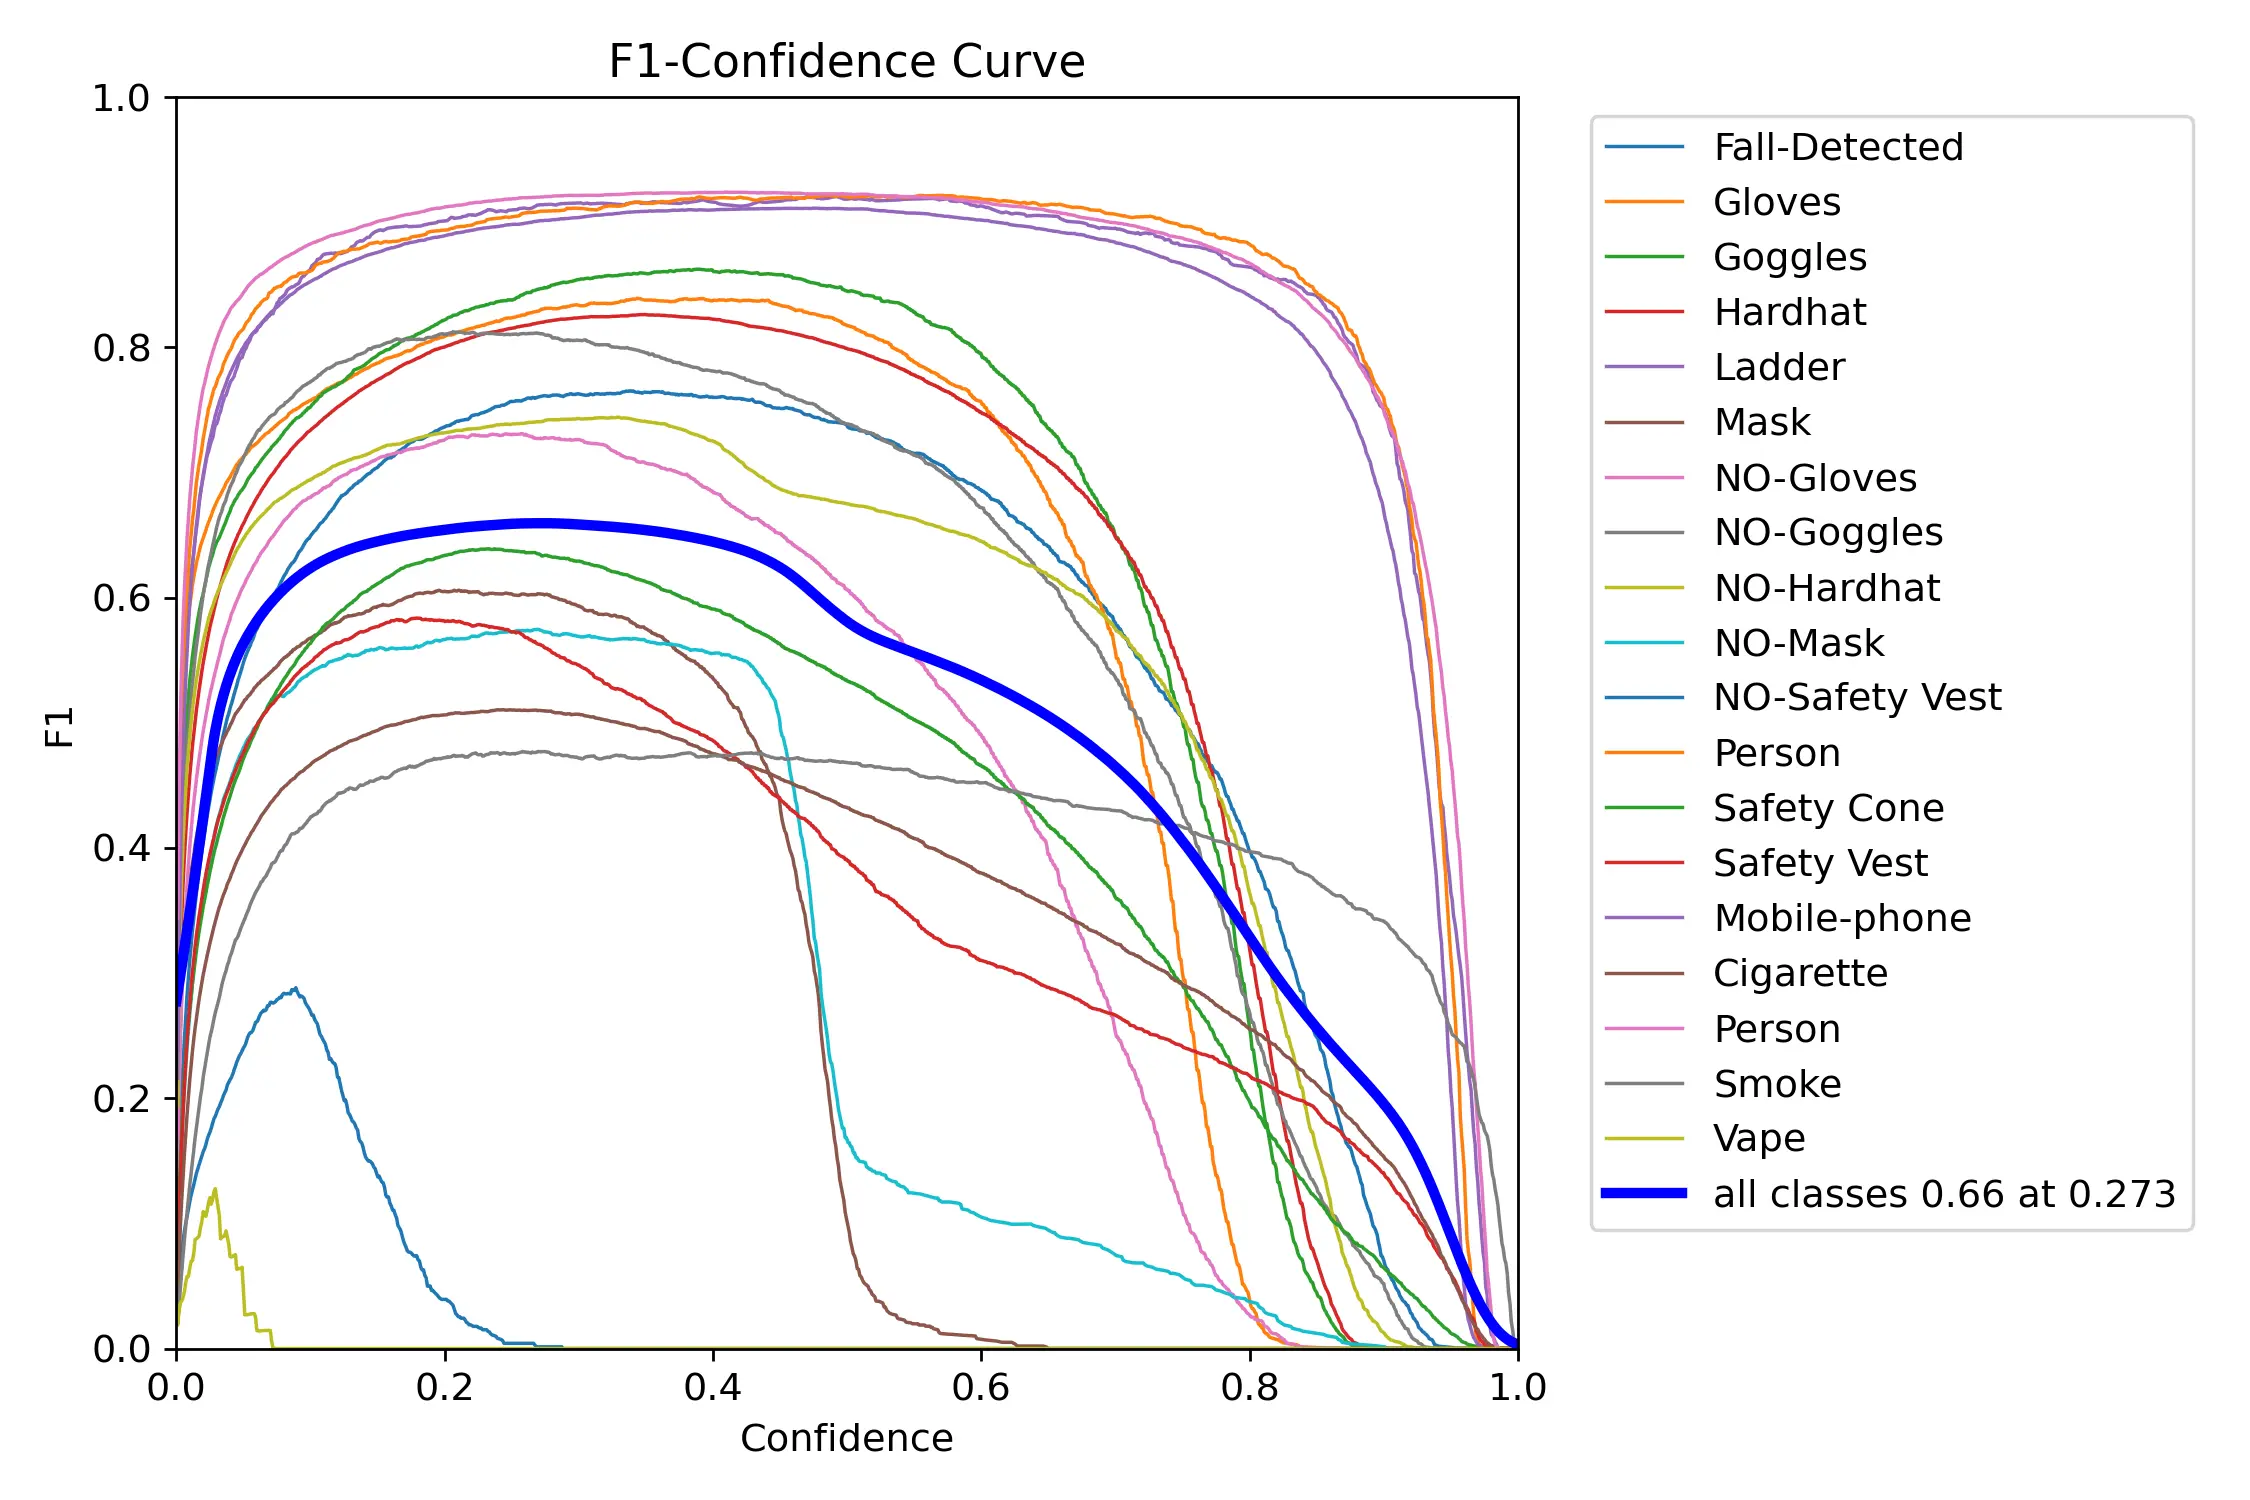 F1-Confidence Curve
1.0
0.8
0.6
0.4
0.2
0.0
F1
0.0 0.2 0.4 0.6 0.8 1.0
Confidence
Fall-Detected
Gloves
Goggles
Hardhat
Ladder
Mask
NO-Gloves
NO-Goggles
NO-Hardhat
NO-Mask
NO-Safety Vest
Person
Safety Cone
Safety Vest
Mobile-phone
Cigarette
Person
Smoke
Vape
all classes 0.66 at 0.273